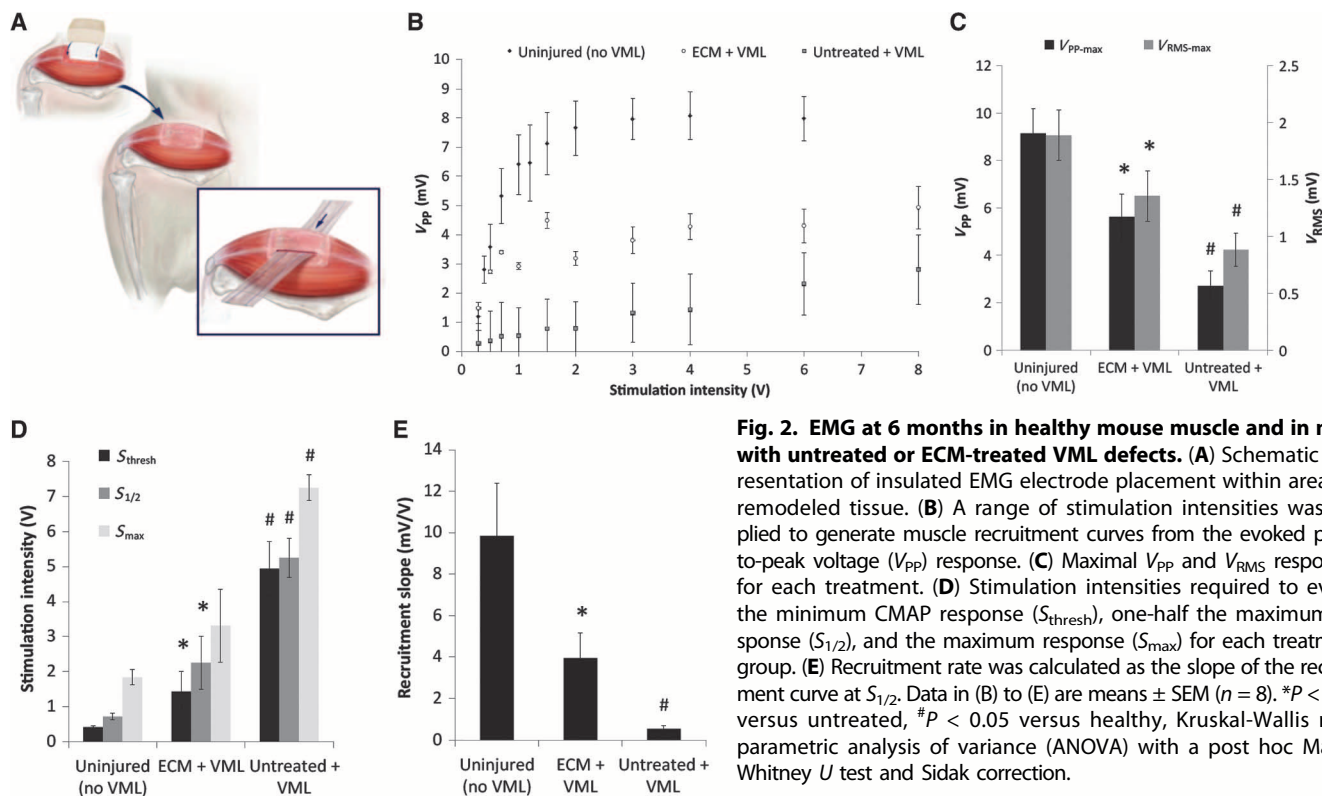 A
B
Uninjured (no VML) ECM + VML Untreated + VML
10
9
8
7
6
5
4
3
2
1
0
V_PP (mV)
0 1 2 3 4 5 6 7 8
Stimulation intensity (V)
C
V_PP-max V_RMS-max
12
10
8
6
4
2
0
V_PP (mV)
2.5
2
1.5
1
0.5
0
V_RMS (mV)
* *
# #
Uninjured ECM + VML Untreated +
(no VML) VML
D
S_thresh
S_1/2
S_max
8
7
6
5
4
3
2
1
0
Stimulation intensity (V)
* *
# # #
Uninjured ECM + VML Untreated +
(no VML) VML
E
14
12
10
8
6
4
2
0
Recruitment slope (mV/V)
*
#
Uninjured ECM + Untreated +
(no VML) VML VML
Fig. 2. EMG at 6 months in healthy mouse muscle and in
with untreated or ECM-treated VML defects. (A) Schematic
resentation of insulated EMG electrode placement within area
remodeled tissue. (B) A range of stimulation intensities was
plied to generate muscle recruitment curves from the evoked
to-peak voltage (V_PP) response. (C) Maximal V_PP and V_RMS
for each treatment. (D) Stimulation intensities required to
the minimum CMAP response (S_thresh), one-half the maximum
sponse (S_1/2), and the maximum response (S_max) for each
group. (E) Recruitment rate was calculated as the slope of the
ment curve at S_1/2. Data in (B) to (E) are means ± SEM (n = 8). *P <
versus untreated, #P < 0.05 versus healthy, Kruskal-Wallis
parametric analysis of variance (ANOVA) with a post hoc
Whitney U test and Sidak correction.